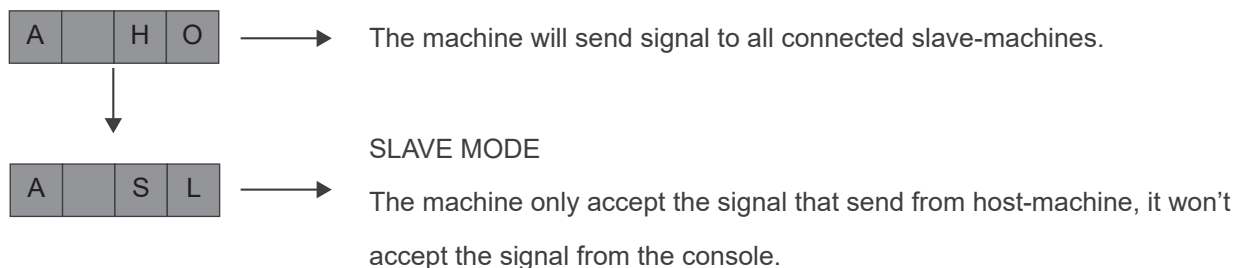 A H O The machine will send signal to all connected slave-machines.
SLAVE MODE
A S L The machine only accept the signal that send from host-machine, it won’t
accept the signal from the console.